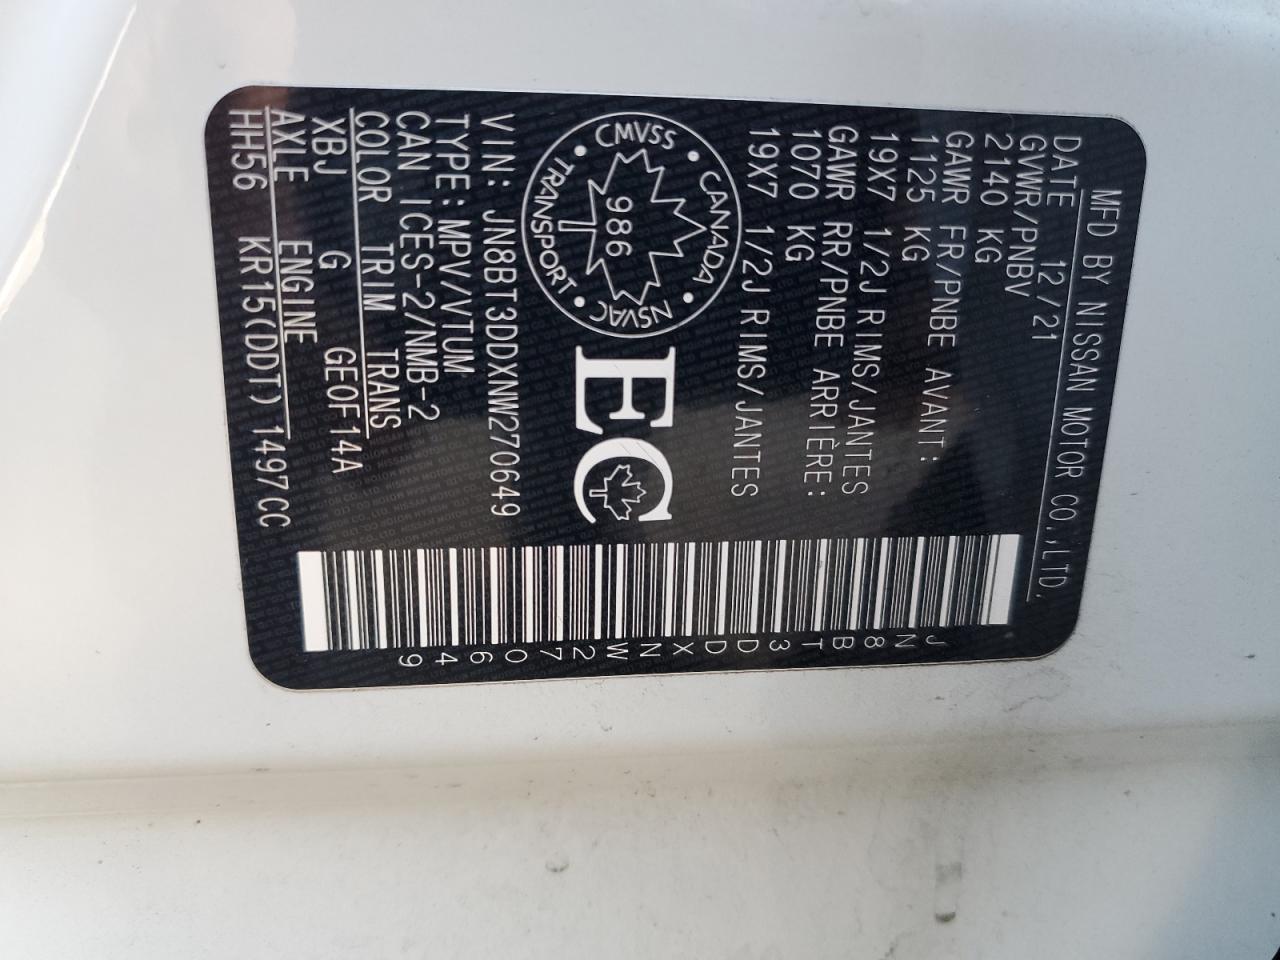 MFD BY NISSAN MOTOR CO.,LTD.
DATE 12/21
GVWR/PNBV
2140 KG
GAWR FR/PNBE AVANT:
1125 KG
19X7 1/2J RIMS/JANTES
GAWR RR/PNBE ARRIÈRE:
1070 KG
19X7 1/2J RIMS/JANTES
CMVSS • CANADA • NSVAC • TRANSPORT •
986
EC
VIN: JN8BT3DDXNW270649
TYPE:MPV/VTUM
CAN ICES-2/NMB-2
COLOR TRIM TRANS
XBJ G GE0F14A
AXLE ENGINE
HH56 KR15(DDT) 1497CC
JN8BT3DDXNW270649